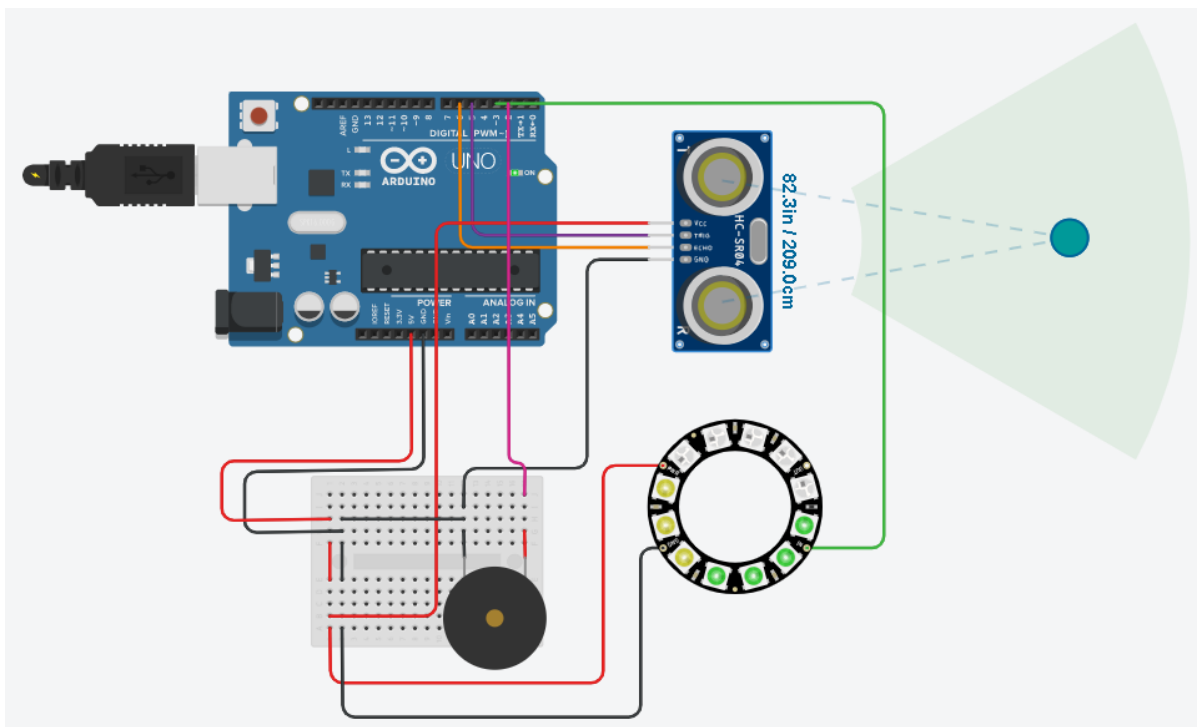 AREF
GND
13
12
~11
~10
~9
8
7
4
~3
TX→1
RX←0
DIGITAL (PWM~)
L
TX
RX
UNO
ARDUINO
ON
POWER
ANALOG IN
IOREF
RESET
3.3V
5V
GND
Vin
A0
A1
A2
A4
A5
T
VCC
TRIG
ECHO
GND
HC-SR04
R
82.3in / 209.0cm
IN